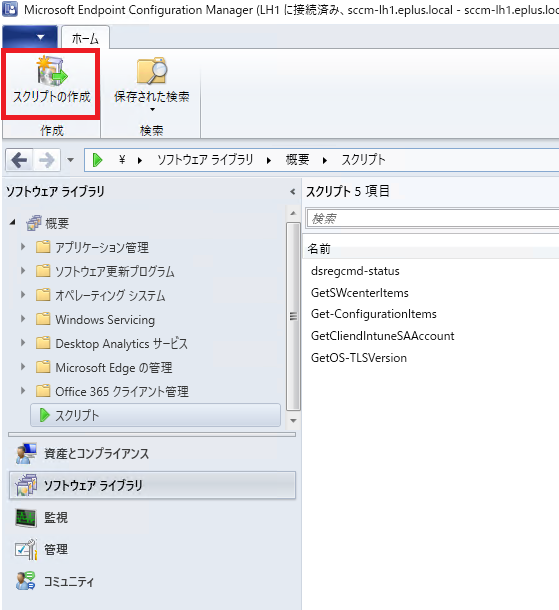 Microsoft Endpoint Configuration Manager (LH1 に接続済み、sccm-lh1.eplus.local - sccm-lh1.eplus.loc
ホーム
スクリプトの作成
保存された検索
作成
検索
¥ ソフトウェア ライブラリ 概要 スクリプト
ソフトウェア ライブラリ
概要
アプリケーション管理
ソフトウェア更新プログラム
オペレーティング システム
Windows Servicing
Desktop Analytics サービス
Microsoft Edge の管理
Office 365 クライアント管理
スクリプト
資産とコンプライアンス
ソフトウェア ライブラリ
監視
管理
コミュニティ
スクリプト 5 項目
検索
名前
dsregcmd-status
GetSWcenterItems
Get-ConfigurationItems
GetCliendIntuneSAAccount
GetOS-TLSVersion